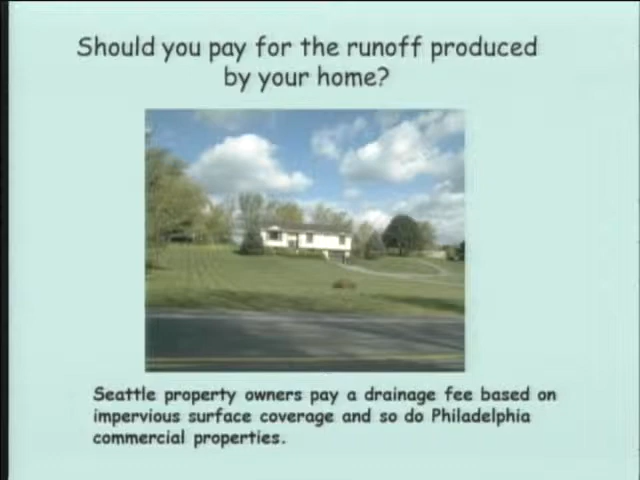 Should you pay for the runoff produced
by your home?
Seattle property owners pay a drainage fee based on
impervious surface coverage and so do Philadelphia
commercial properties.